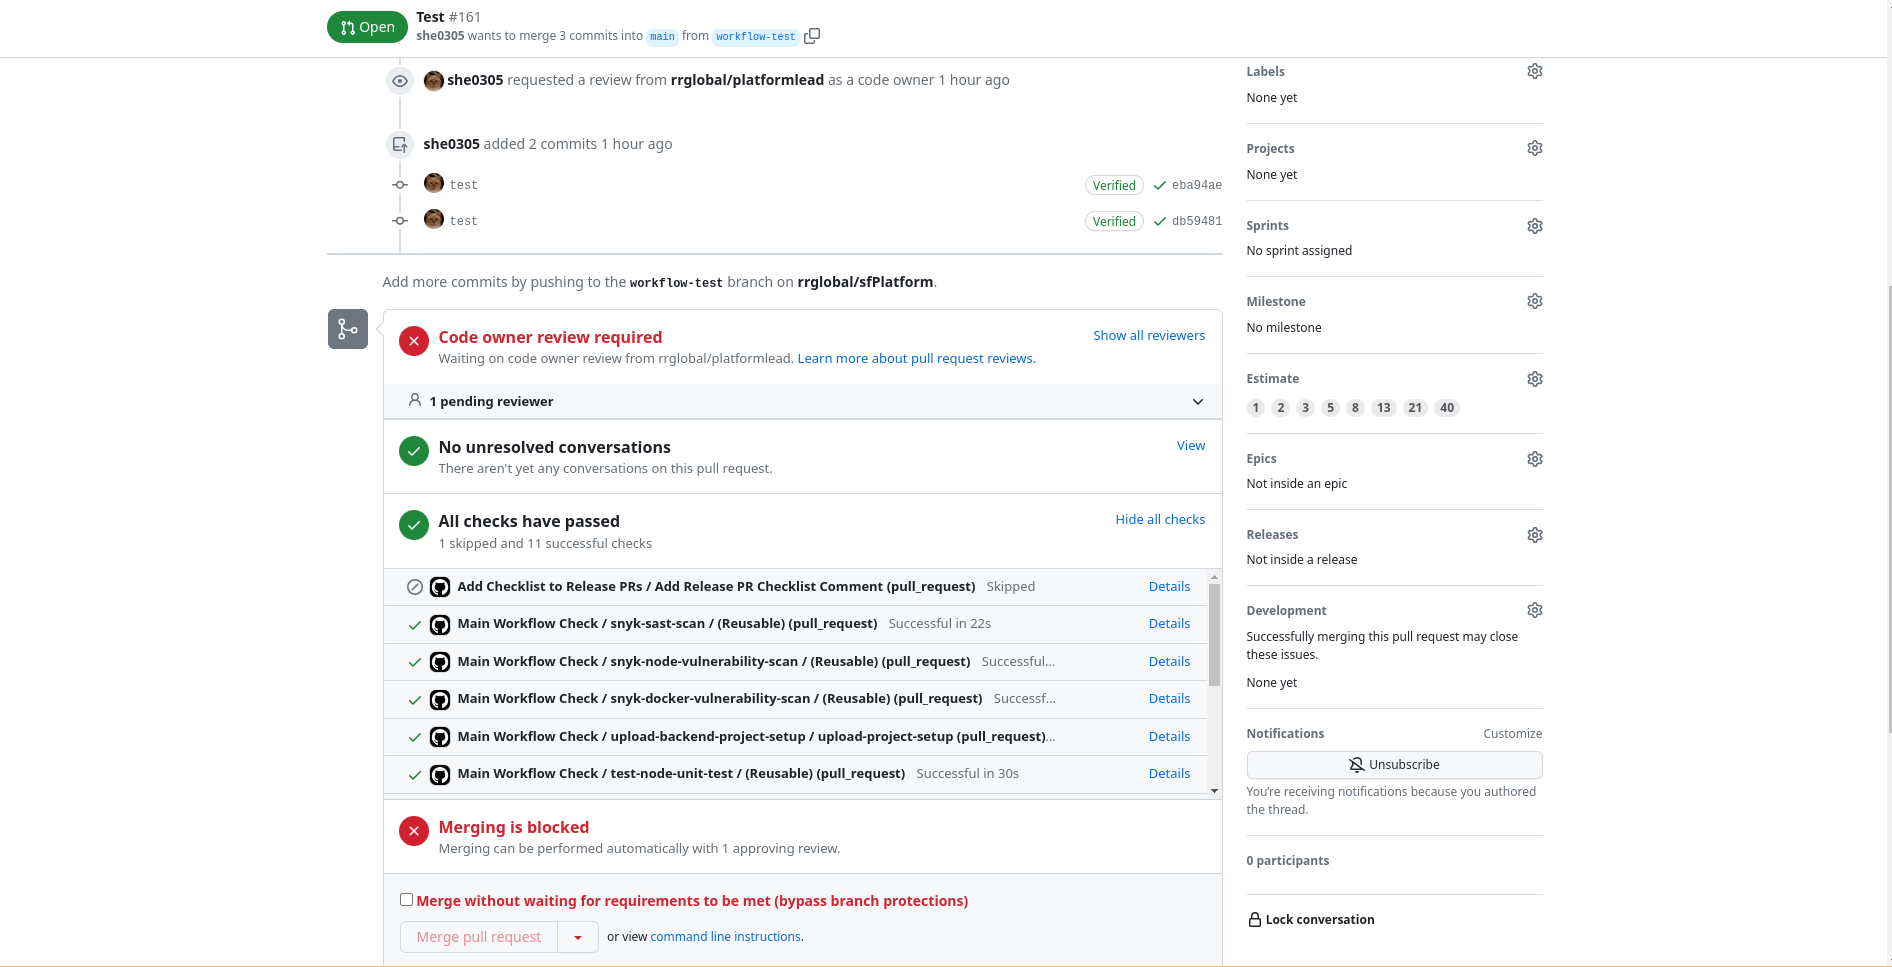 Open
Test #161
she0305 wants to merge 3 commits into main from workflow-test
she0305 requested a review from rrglobal/platformlead as a code owner 1 hour ago
she0305 added 2 commits 1 hour ago
test Verified eba94ae
test Verified db59481
Add more commits by pushing to the workflow-test branch on rrglobal/sfPlatform.
Code owner review required
Show all reviewers
Waiting on code owner review from rrglobal/platformlead. Learn more about pull request reviews.
1 pending reviewer
No unresolved conversations
View
There aren't yet any conversations on this pull request.
All checks have passed
Hide all checks
1 skipped and 11 successful checks
Add Checklist to Release PRs / Add Release PR Checklist Comment (pull_request) Skipped Details
Main Workflow Check / snyk-sast-scan / (Reusable) (pull_request) Successful in 22s Details
Main Workflow Check / snyk-node-vulnerability-scan / (Reusable) (pull_request) Successful... Details
Main Workflow Check / snyk-docker-vulnerability-scan / (Reusable) (pull_request) Successf... Details
Main Workflow Check / upload-backend-project-setup / upload-project-setup (pull_request)... Details
Main Workflow Check / test-node-unit-test / (Reusable) (pull_request) Successful in 30s Details
Merging is blocked
Merging can be performed automatically with 1 approving review.
Merge without waiting for requirements to be met (bypass branch protections)
Merge pull request
or view command line instructions.
Labels
None yet
Projects
None yet
Sprints
No sprint assigned
Milestone
No milestone
Estimate
1 2 3 5 8 13 21 40
Epics
Not inside an epic
Releases
Not inside a release
Development
Successfully merging this pull request may close
these issues.
None yet
Notifications Customize
Unsubscribe
You're receiving notifications because you authored
the thread.
0 participants
Lock conversation